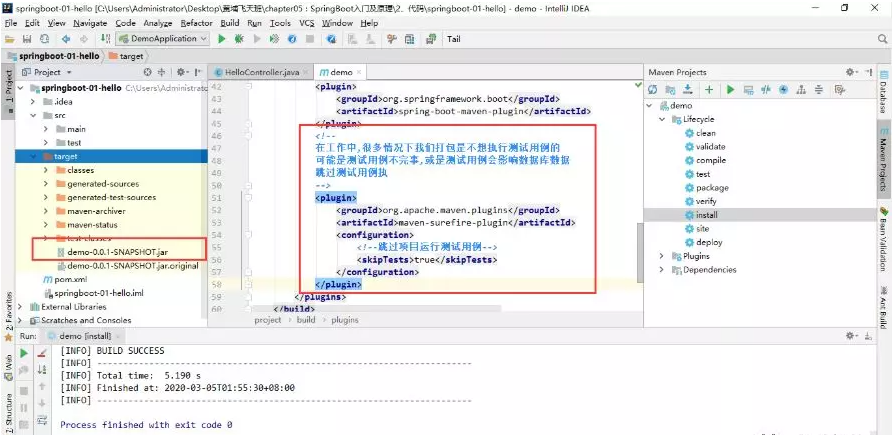 springboot-01-hello [C:\Users\Administrator\Desktop\黑埔飞天班\chapter05：SpringBoot入门及原理\2、代码\springboot-01-hello] - demo - IntelliJ IDEA
File Edit View Navigate Code Analyze Refactor Build Run Tools VCS Window Help
DemoApplication Tail
springboot-01-hello target
1: Project
Project
springboot-01-hello C:\Users\Administrator
.idea
src
main
test
target
classes
generated-sources
generated-test-sources
maven-archiver
maven-status
test-classes
demo-0.0.1-SNAPSHOT.jar
demo-0.0.1-SNAPSHOT.jar.original
pom.xml
springboot-01-hello.iml
External Libraries
Scratches and Consoles
HelloController.java demo
42 <plugin>
43 <groupId>org.springframework.boot</groupId>
44 <artifactId>spring-boot-maven-plugin</artifactId>
45 </plugin>
46 <!--
47 在工作中,很多情况下我们打包是不想执行测试用例的
48 可能是测试用例不完事,或是测试用例会影响数据库数据
49 跳过测试用例执
50 -->
51 <plugin>
52 <groupId>org.apache.maven.plugins</groupId>
53 <artifactId>maven-surefire-plugin</artifactId>
54 <configuration>
55 <!--跳过项目运行测试用例-->
56 <skipTests>true</skipTests>
57 </configuration>
58 </plugin>
59 </plugins>
60 </build>
project build plugins
Maven Projects
demo
Lifecycle
clean
validate
compile
test
package
verify
install
site
deploy
Plugins
Dependencies
Database
Maven Projects
Bean Validation
Ant Build
2: Favorites
Web
Z: Structure
Run: demo [install]
[INFO] BUILD SUCCESS
[INFO] ------------------------------------------------------------------------
[INFO] Total time: 5.190 s
[INFO] Finished at: 2020-03-05T01:55:30+08:00
[INFO] ------------------------------------------------------------------------
Process finished with exit code 0